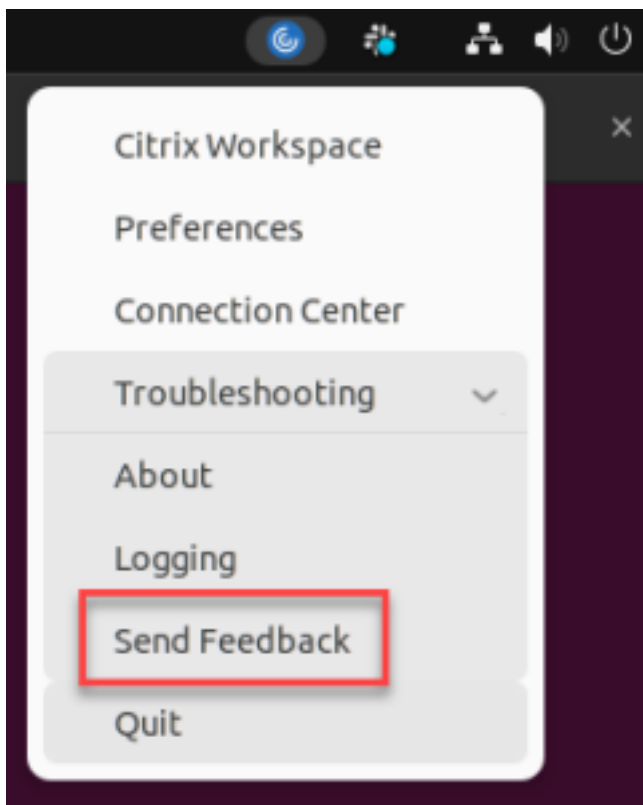 Citrix Workspace
Preferences
Connection Center
Troubleshooting
About
Logging
Send Feedback
Quit